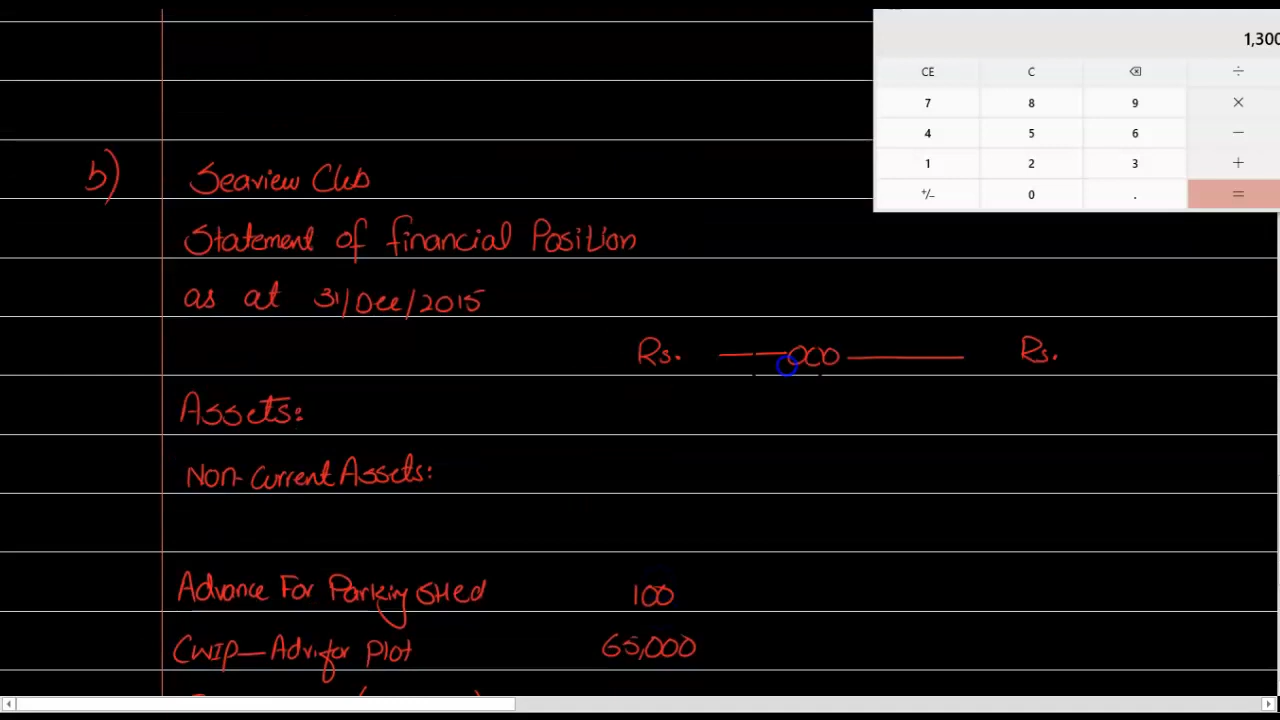 1,300
CE C ⌫ ÷
7 8 9 ×
4 5 6 −
1 2 3 +
+/− 0 . =
b) Seaview Club
Statement of financial Position
as at 31/Dec/2015
Rs. 000 Rs.
Assets:
Non-Current Assets:
Advance For Parking SHed 100
CWIP-Adv.for Plot 65,000